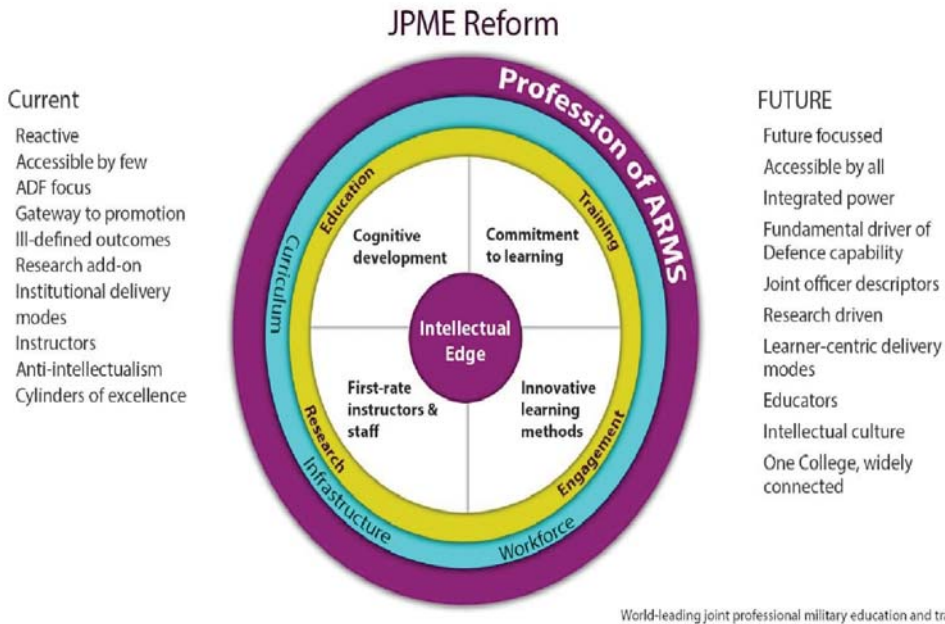 JPME Reform
Current
Reactive
Accessible by few
ADF focus
Gateway to promotion
Ill-defined outcomes
Research add-on
Institutional delivery
modes
Instructors
Anti-intellectualism
Cylinders of excellence
Profession of ARMS
Curriculum
Infrastructure
Workforce
Education
Training
Research
Engagement
Cognitive
development
Commitment
to learning
Intellectual
Edge
First-rate
instructors &
staff
Innovative
learning
methods
FUTURE
Future focussed
Accessible by all
Integrated power
Fundamental driver of
Defence capability
Joint officer descriptors
Research driven
Learner-centric delivery
modes
Educators
Intellectual culture
One College, widely
connected
World-leading joint professional military education and